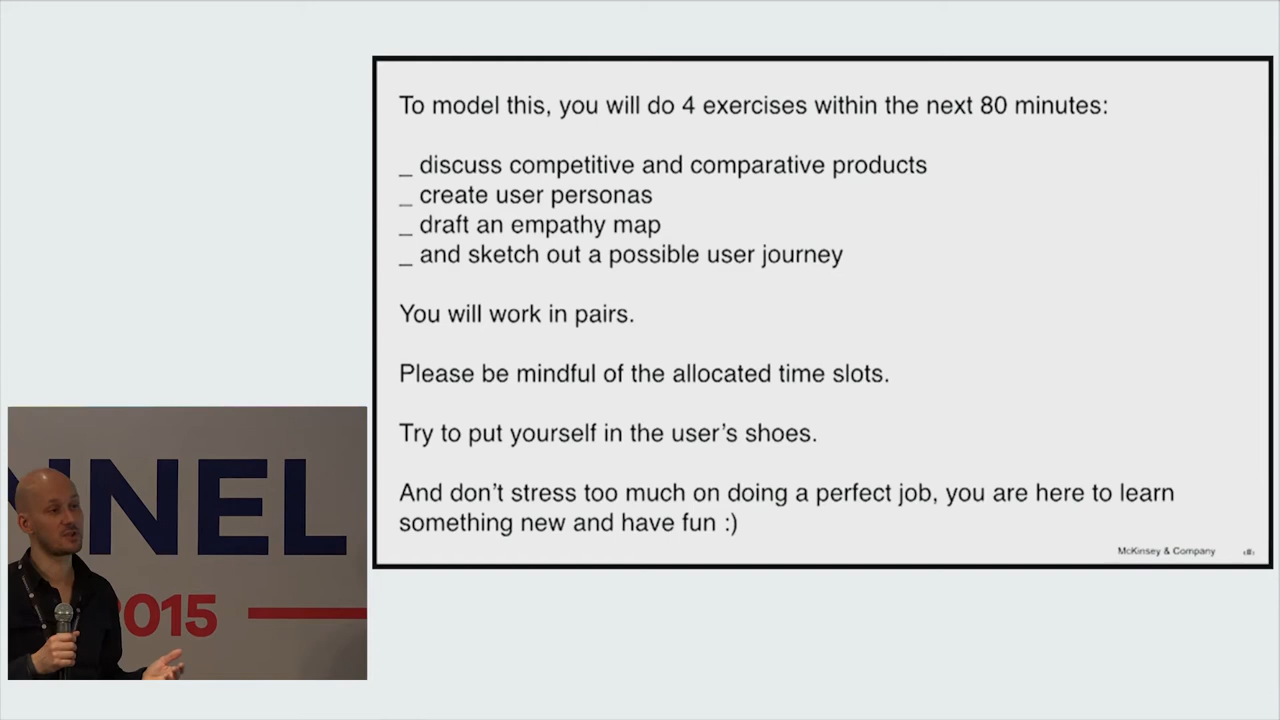 To model this, you will do 4 exercises within the next 80 minutes:
_ discuss competitive and comparative products
_ create user personas
_ draft an empathy map
_ and sketch out a possible user journey
You will work in pairs.
Please be mindful of the allocated time slots.
Try to put yourself in the user's shoes.
And don't stress too much on doing a perfect job, you are here to learn
something new and have fun :)
McKinsey & Company
NNEL
2015